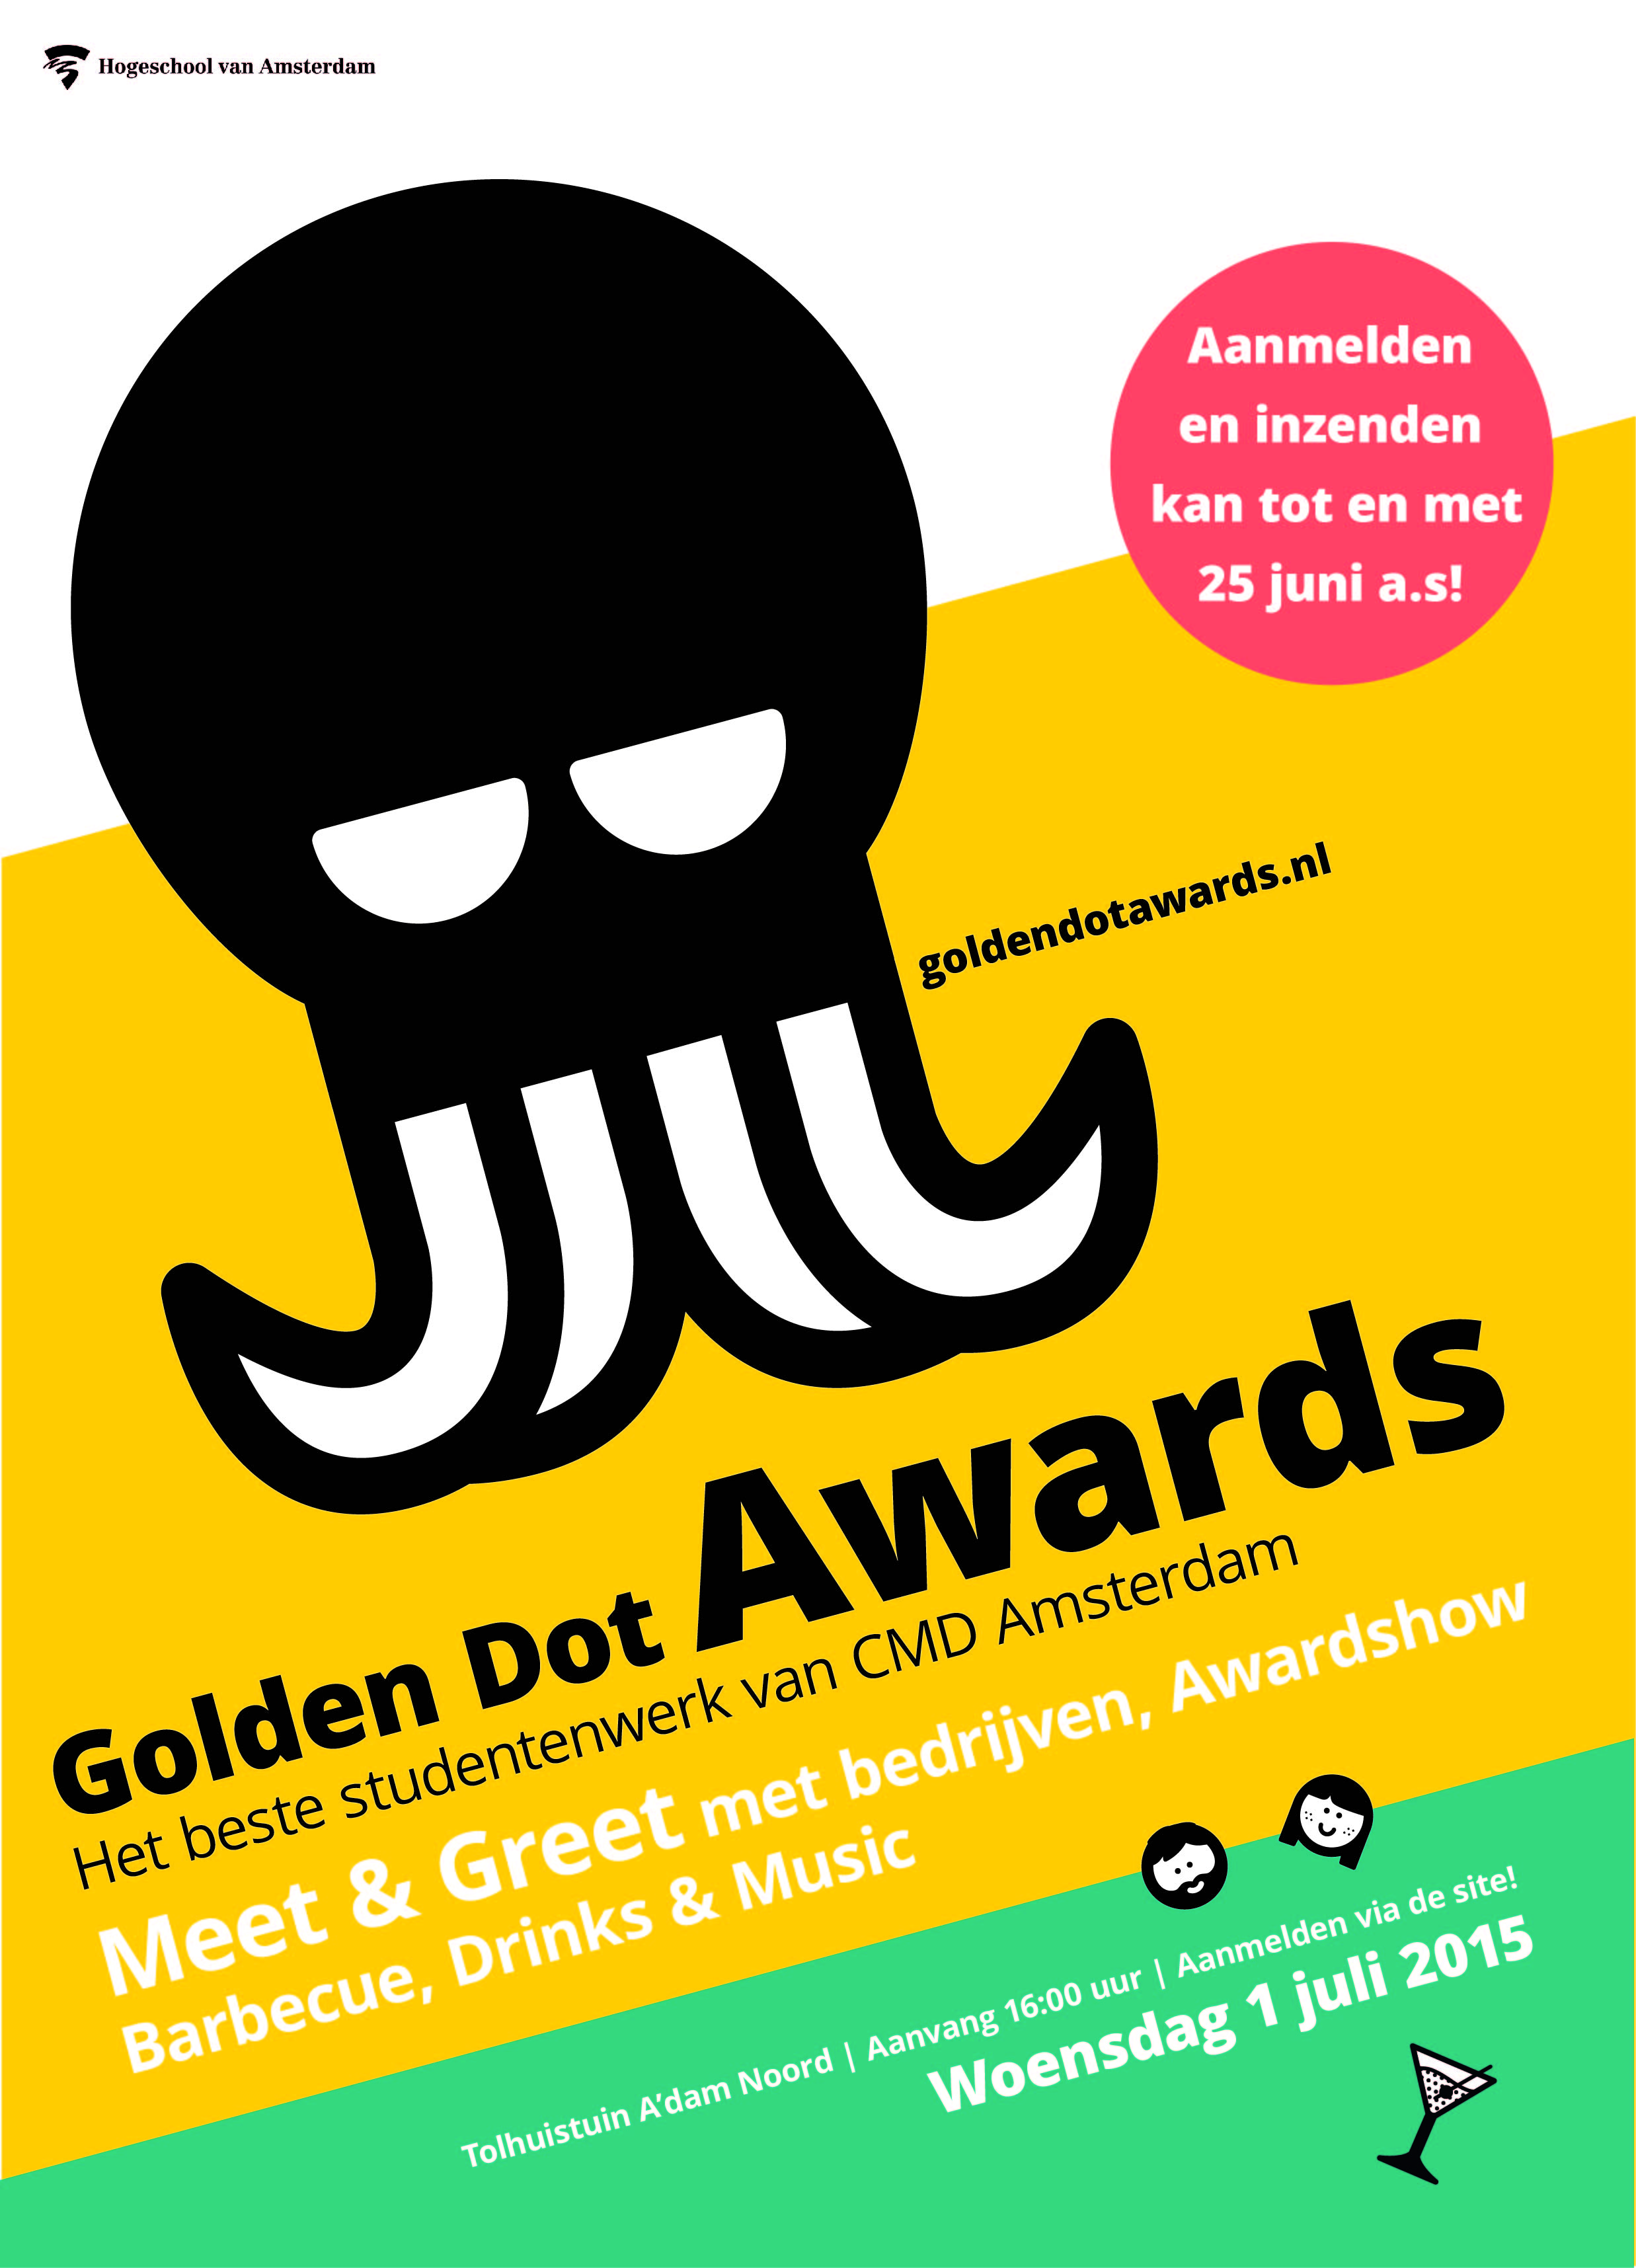 Hogeschool van Amsterdam
Aanmelden
en inzenden
kan tot en met
25 juni a.s!
goldendotawards.nl
Golden Dot Awards
Het beste studentenwerk van CMD Amsterdam
Meet & Greet met bedrijven, Awardshow
Barbecue, Drinks & Music
Tolhuistuin A'dam Noord | Aanvang 16:00 uur | Aanmelden via de site!
Woensdag 1 juli 2015